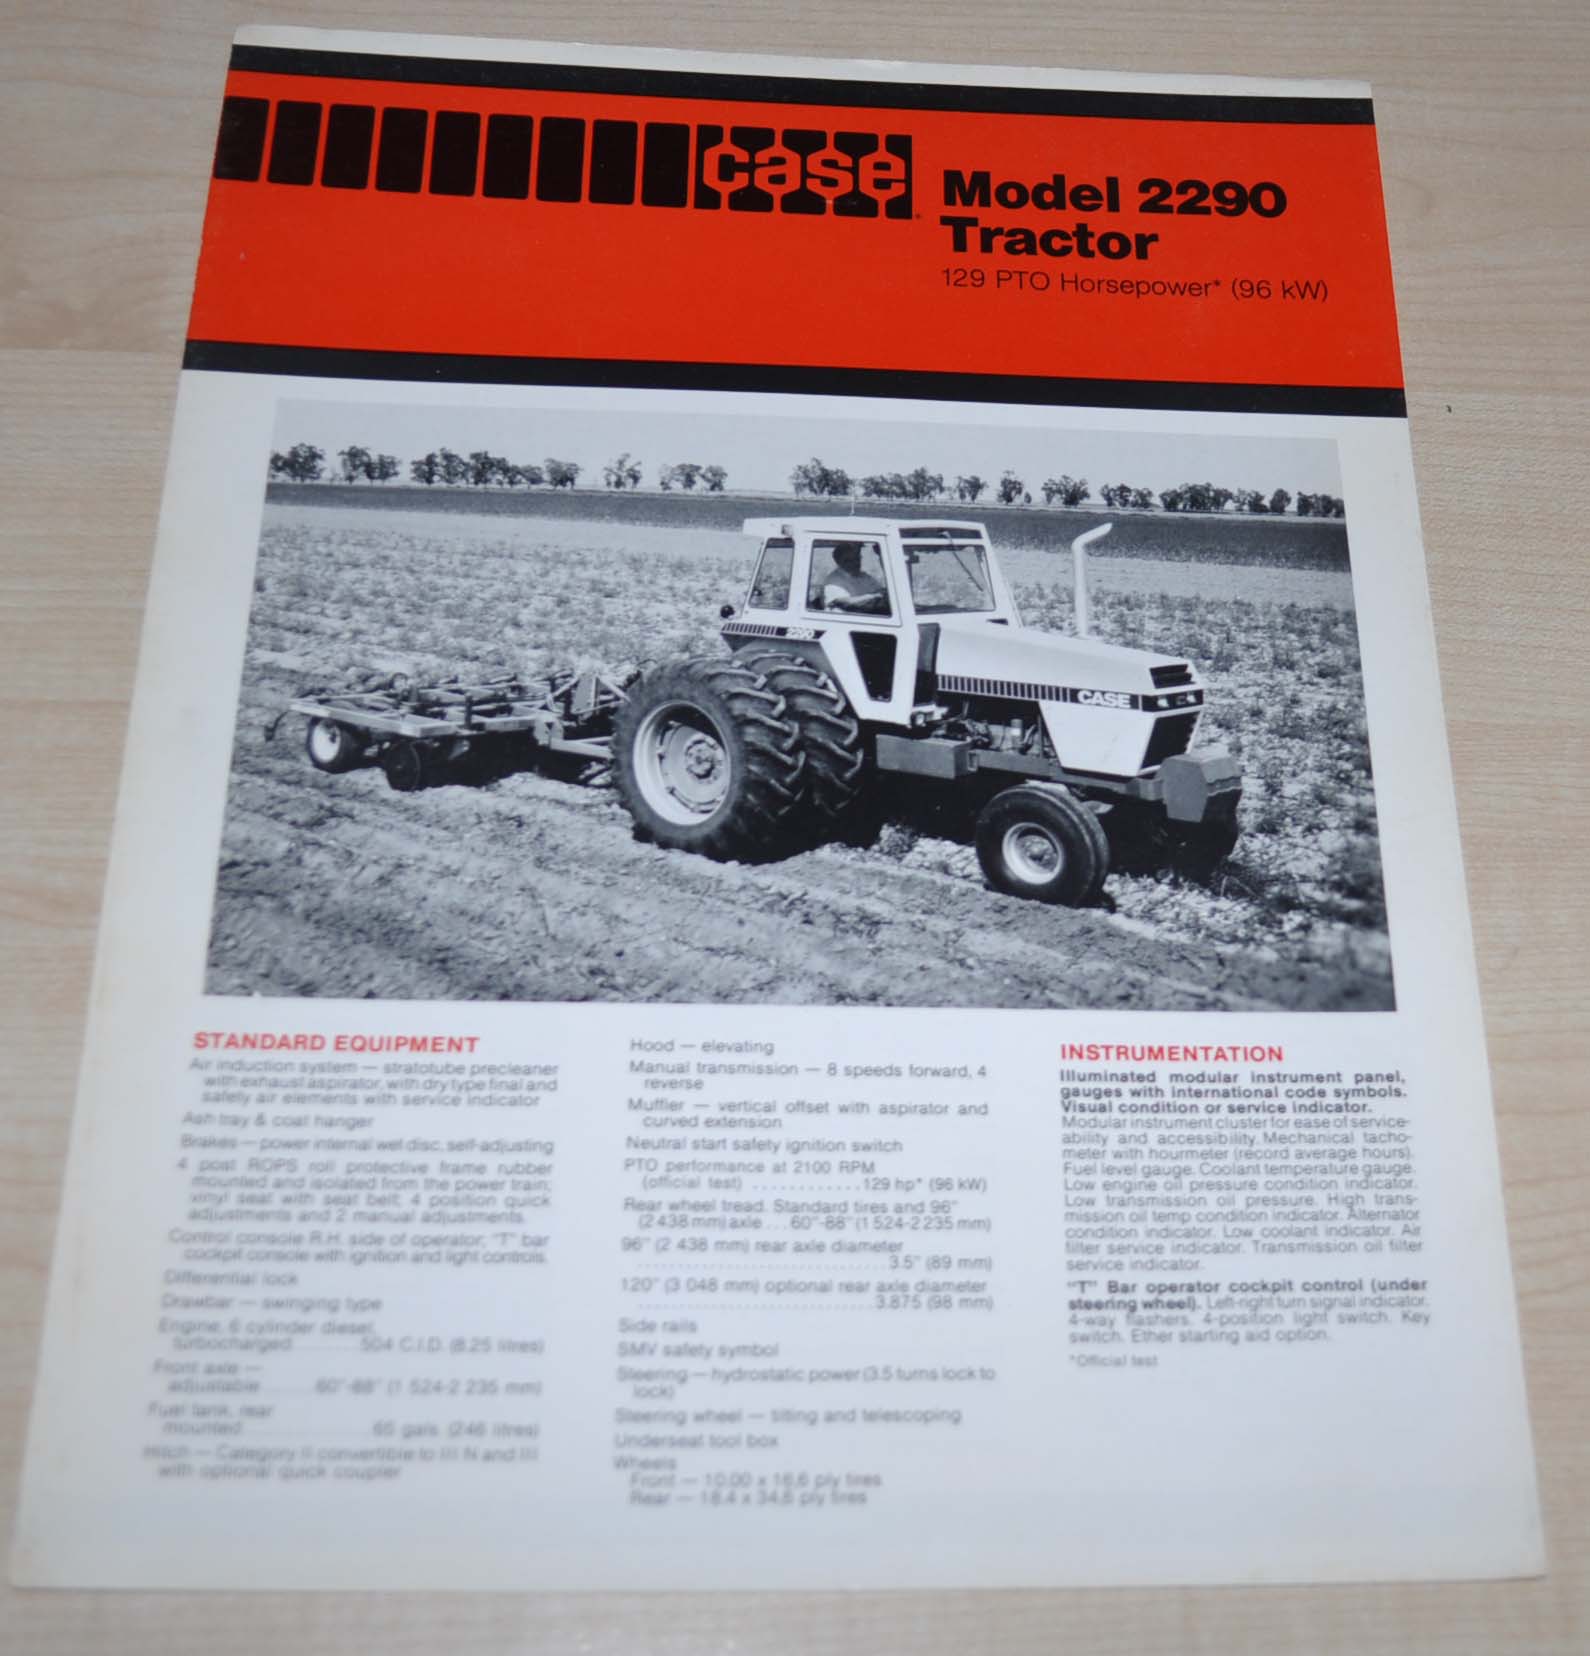 case
Model 2290
Tractor
129 PTO Horsepower* (96 kW)
2290
CASE
STANDARD EQUIPMENT
Air induction system — stratotube precleaner
with exhaust aspirator, with dry type final and
safety air elements with service indicator
Ash tray & coat hanger
Brakes — power internal wet disc, self-adjusting
4 post ROPS roll protective frame rubber
mounted and isolated from the power train;
vinyl seat with seat belt; 4 position quick
adjustments and 2 manual adjustments.
Control console R.H. side of operator; "T" bar
cockpit console with ignition and light controls.
Differential lock
Drawbar — swinging type
Engine, 6 cylinder diesel,
turbocharged ........... 504 C.I.D. (8.25 litres)
Front axle —
adjustable ........ 60"-88" (1 524-2 235 mm)
Fuel tank, rear
mounted .................. 65 gals. (246 litres)
Hitch — Category II convertible to III N and III
with optional quick coupler
Hood — elevating
Manual transmission — 8 speeds forward, 4
reverse
Muffler — vertical offset with aspirator and
curved extension
Neutral start safety ignition switch
PTO performance at 2100 RPM
(official test) ............ 129 hp* (96 kW)
Rear wheel tread. Standard tires and 96"
(2 438 mm) axle ... 60"-88" (1 524-2 235 mm)
96" (2 438 mm) rear axle diameter
............................ 3.5" (89 mm)
120" (3 048 mm) optional rear axle diameter
.......................... 3.875 (98 mm)
Side rails
SMV safety symbol
Steering — hydrostatic power (3.5 turns lock to
lock)
Steering wheel — tilting and telescoping
Underseat tool box
Wheels
Front — 10.00 x 16,6 ply tires
Rear — 18.4 x 34,6 ply tires
INSTRUMENTATION
Illuminated modular instrument panel,
gauges with international code symbols.
Visual condition or service indicator.
Modular instrument cluster for ease of service-
ability and accessibility. Mechanical tacho-
meter with hourmeter (record average hours).
Fuel level gauge. Coolant temperature gauge.
Low engine oil pressure condition indicator.
Low transmission oil pressure. High trans-
mission oil temp condition indicator. Alternator
condition indicator. Low coolant indicator. Air
filter service indicator. Transmission oil filter
service indicator.
"T" Bar operator cockpit control (under
steering wheel). Left-right turn signal indicator.
4-way flashers. 4-position light switch. Key
switch. Ether starting aid option.
*Official test